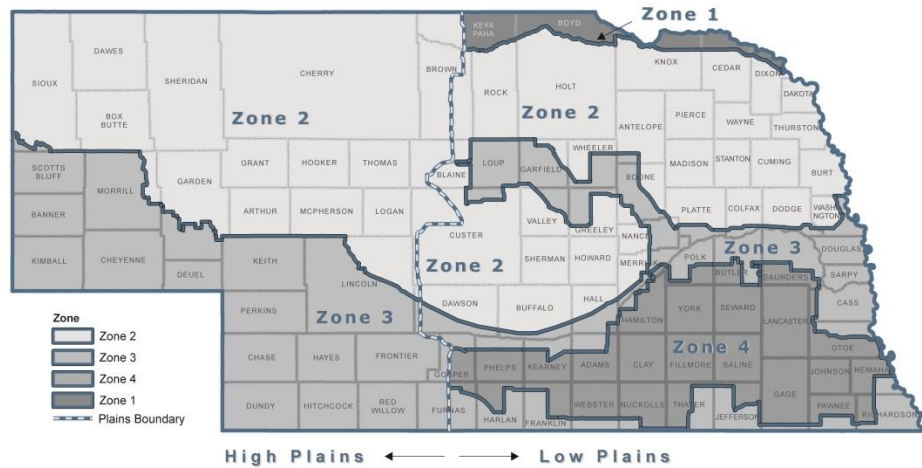 Zone 1
KEYA PAHA
BOYD
SIOUX
DAWES
SHERIDAN
CHERRY
BROWN
ROCK
HOLT
KNOX
CEDAR
DIXON
DAKOTA
BOX BUTTE
Zone 2
Zone 2
ANTELOPE
PIERCE
WAYNE
THURSTON
SCOTTS BLUFF
MORRILL
GARDEN
GRANT
HOOKER
THOMAS
BLAINE
LOUP
GARFIELD
WHEELER
BOONE
MADISON
STANTON
CUMING
BURT
BANNER
ARTHUR
MCPHERSON
LOGAN
CUSTER
VALLEY
GREELEY
NANCE
PLATTE
COLFAX
DODGE
WASHINGTON
KIMBALL
CHEYENNE
DEUEL
KEITH
LINCOLN
Zone 2
SHERMAN
HOWARD
MERRICK
POLK
BUTLER
Zone 3
SAUNDERS
DOUGLAS
SARPY
PERKINS
Zone 3
DAWSON
BUFFALO
HALL
HAMILTON
YORK
SEWARD
LANCASTER
CASS
CHASE
HAYES
FRONTIER
GOSPER
PHELPS
KEARNEY
ADAMS
CLAY
FILLMORE
SALINE
Zone 4
OTOE
JOHNSON
NEMAHA
DUNDY
HITCHCOCK
RED WILLOW
FURNAS
HARLAN
FRANKLIN
WEBSTER
NUCKOLLS
THAYER
JEFFERSON
GAGE
PAWNEE
RICHARDSON
Zone
Zone 2
Zone 3
Zone 4
Zone 1
Plains Boundary
High Plains
Low Plains